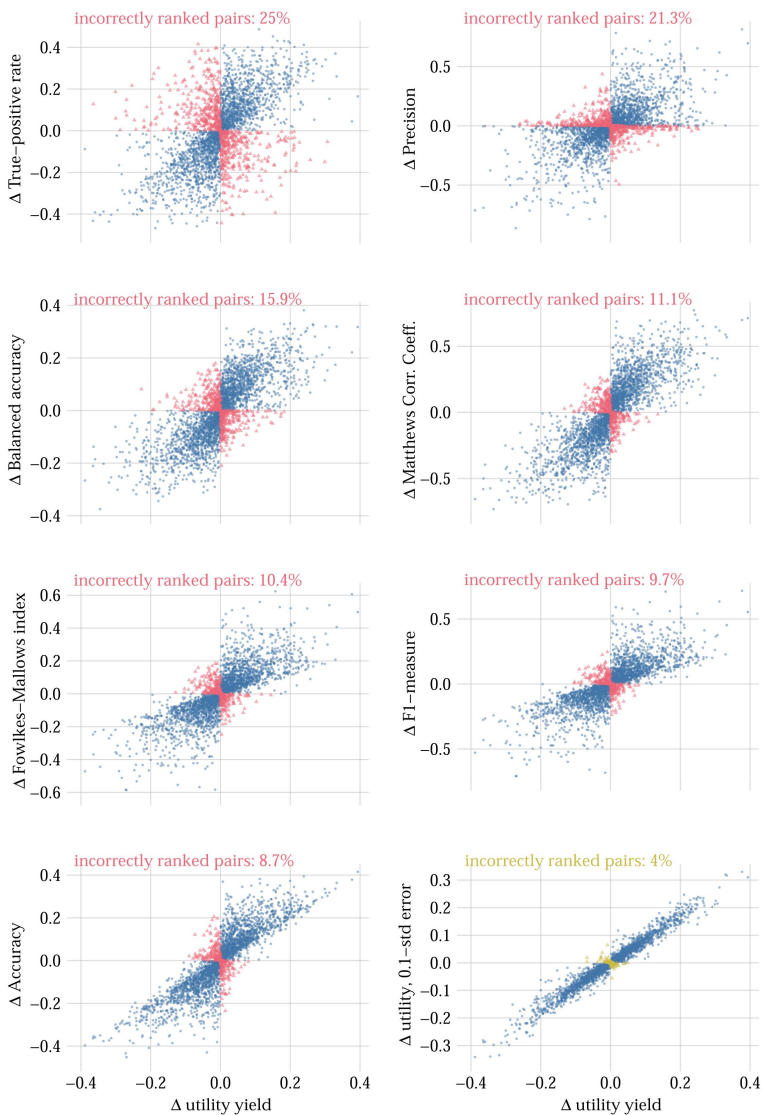 incorrectly ranked pairs: 25%
0.4
0.2
0.0
−0.2
−0.4
Δ True−positive rate
incorrectly ranked pairs: 21.3%
0.5
0.0
−0.5
Δ Precision
incorrectly ranked pairs: 15.9%
0.4
0.2
0.0
−0.2
−0.4
Δ Balanced accuracy
incorrectly ranked pairs: 11.1%
0.5
0.0
−0.5
Δ Matthews Corr. Coeff.
incorrectly ranked pairs: 10.4%
0.6
0.4
0.2
0.0
−0.2
−0.4
−0.6
Δ Fowlkes−Mallows index
incorrectly ranked pairs: 9.7%
0.5
0.0
−0.5
Δ F1−measure
incorrectly ranked pairs: 8.7%
0.4
0.2
0.0
−0.2
−0.4
Δ Accuracy
−0.4 −0.2 0.0 0.2 0.4
Δ utility yield
incorrectly ranked pairs: 4%
0.3
0.2
0.1
0.0
−0.1
−0.2
−0.3
Δ utility, 0.1−std error
−0.4 −0.2 0.0 0.2 0.4
Δ utility yield